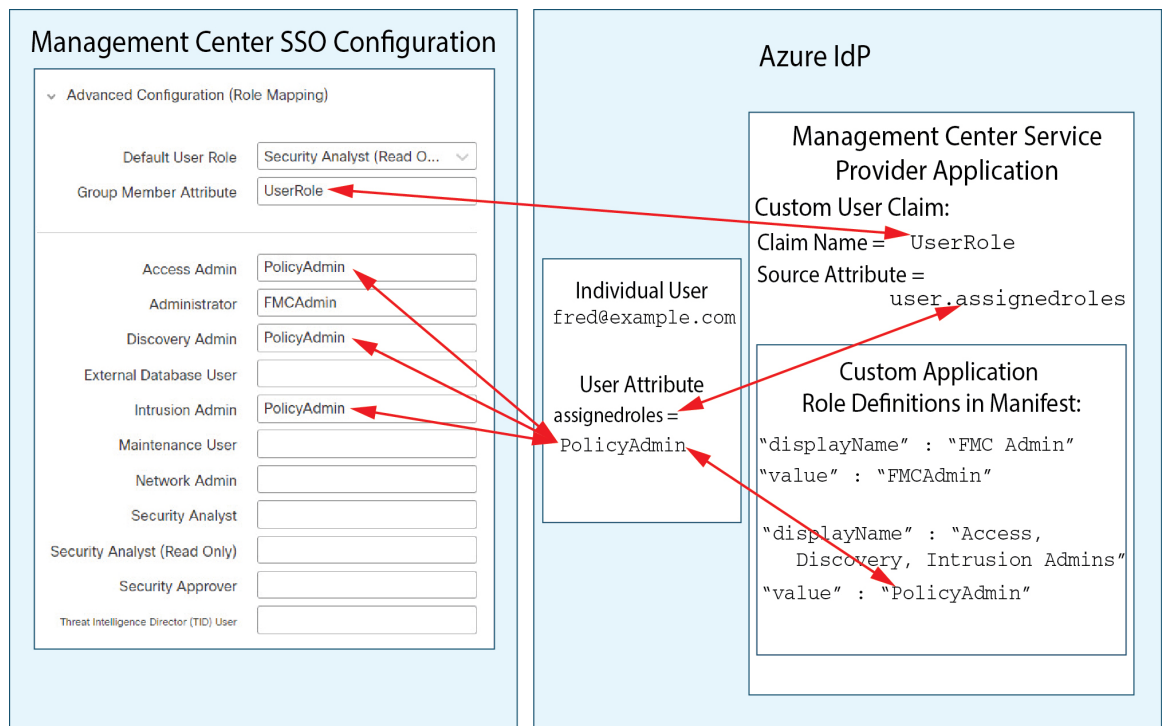 Management Center SSO Configuration
Advanced Configuration (Role Mapping)
Default User Role Security Analyst (Read O...
Group Member Attribute UserRole
Access Admin PolicyAdmin
Administrator FMCAdmin
Discovery Admin PolicyAdmin
External Database User
Intrusion Admin PolicyAdmin
Maintenance User
Network Admin
Security Analyst
Security Analyst (Read Only)
Security Approver
Threat Intelligence Director (TID) User
Azure IdP
Individual User
fred@example.com
User Attribute
assignedroles =
PolicyAdmin
Management Center Service
Provider Application
Custom User Claim:
Claim Name = UserRole
Source Attribute =
user.assignedroles
Custom Application
Role Definitions in Manifest:
“displayName” : “FMC Admin”
“value” : “FMCAdmin”
“displayName” : “Access,
Discovery, Intrusion Admins”
“value” : “PolicyAdmin”